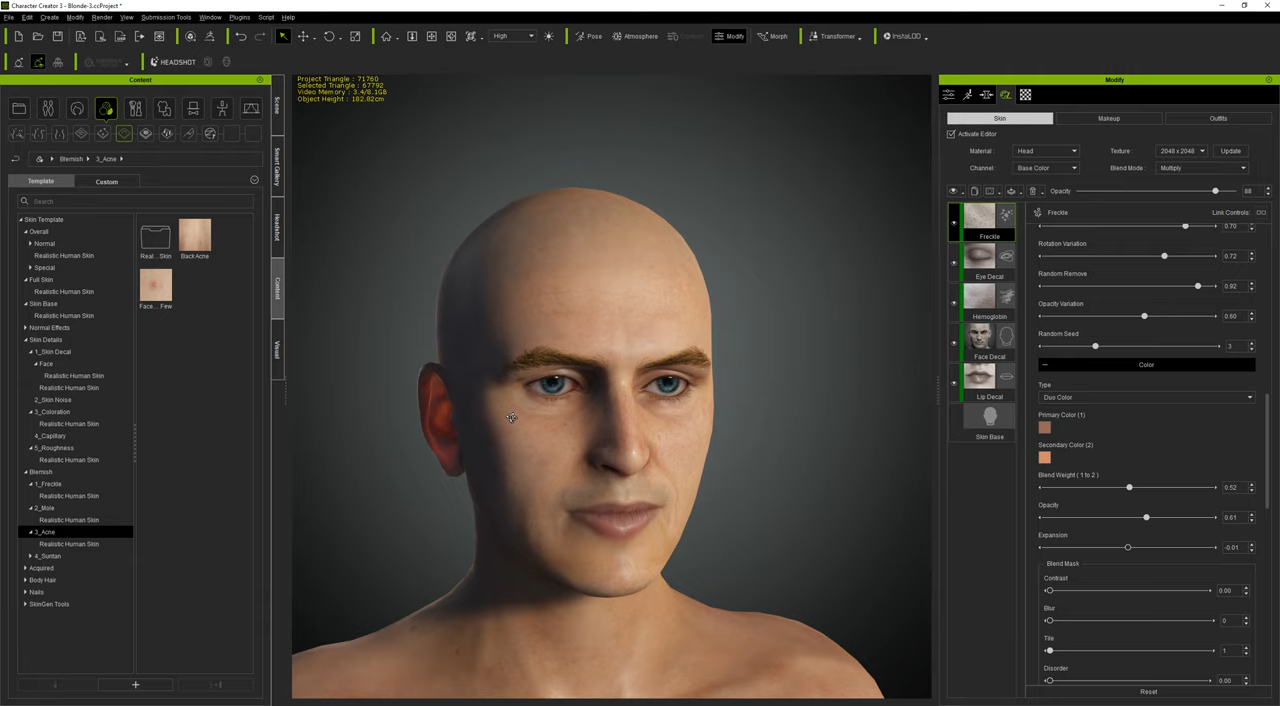 Character Creator 3 - Blonde-3.ccProject *
File Edit Create Modify Render View Submission Tools Window Plugins Script Help
High Pose Atmosphere Modify Morph Transformer InstaLOD
HEADSHOT
Content
Blemish 3_Acne
Template Custom
Search
Skin Template
Overall
Normal
Realistic Human Skin
Special
Full Skin
Realistic Human Skin
Skin Base
Realistic Human Skin
Normal Effects
Skin Details
1_Skin Decal
Face
Realistic Human Skin
Realistic Human Skin
2_Skin Noise
3_Coloration
Realistic Human Skin
4_Capillary
5_Roughness
Realistic Human Skin
Blemish
1_Freckle
Realistic Human Skin
2_Mole
Realistic Human Skin
3_Acne
Realistic Human Skin
4_Suntan
Acquired
Body Hair
Nails
SkinGen Tools
Real... Skin
Back Acne
Face... Few
Scene
Smart Gallery
Headshot
Content
Visual
Project Triangle : 71760
Selected Triangle : 67792
Video Memory : 3.4/8.1GB
Object Height : 182.82cm
Modify
Skin Makeup Outfits
Activate Editor
Material: Head Texture: 2048 x 2048 Update
Channel: Base Color Blend Mode: Multiply
Opacity 88
Freckle
Eye Decal
Hemoglobin
Face Decal
Lip Decal
Skin Base
Freckle Link Controls:
0.70
Rotation Variation
0.72
Random Remove
0.92
Opacity Variation
0.60
Random Seed
3
Color
Type
Duo Color
Primary Color (1)
Secondary Color (2)
Blend Weight ( 1 to 2 )
0.52
Opacity
0.61
Expansion
-0.01
Blend Mask
Contrast
0.00
Blur
0
Tile
1
Disorder
0.00
Reset